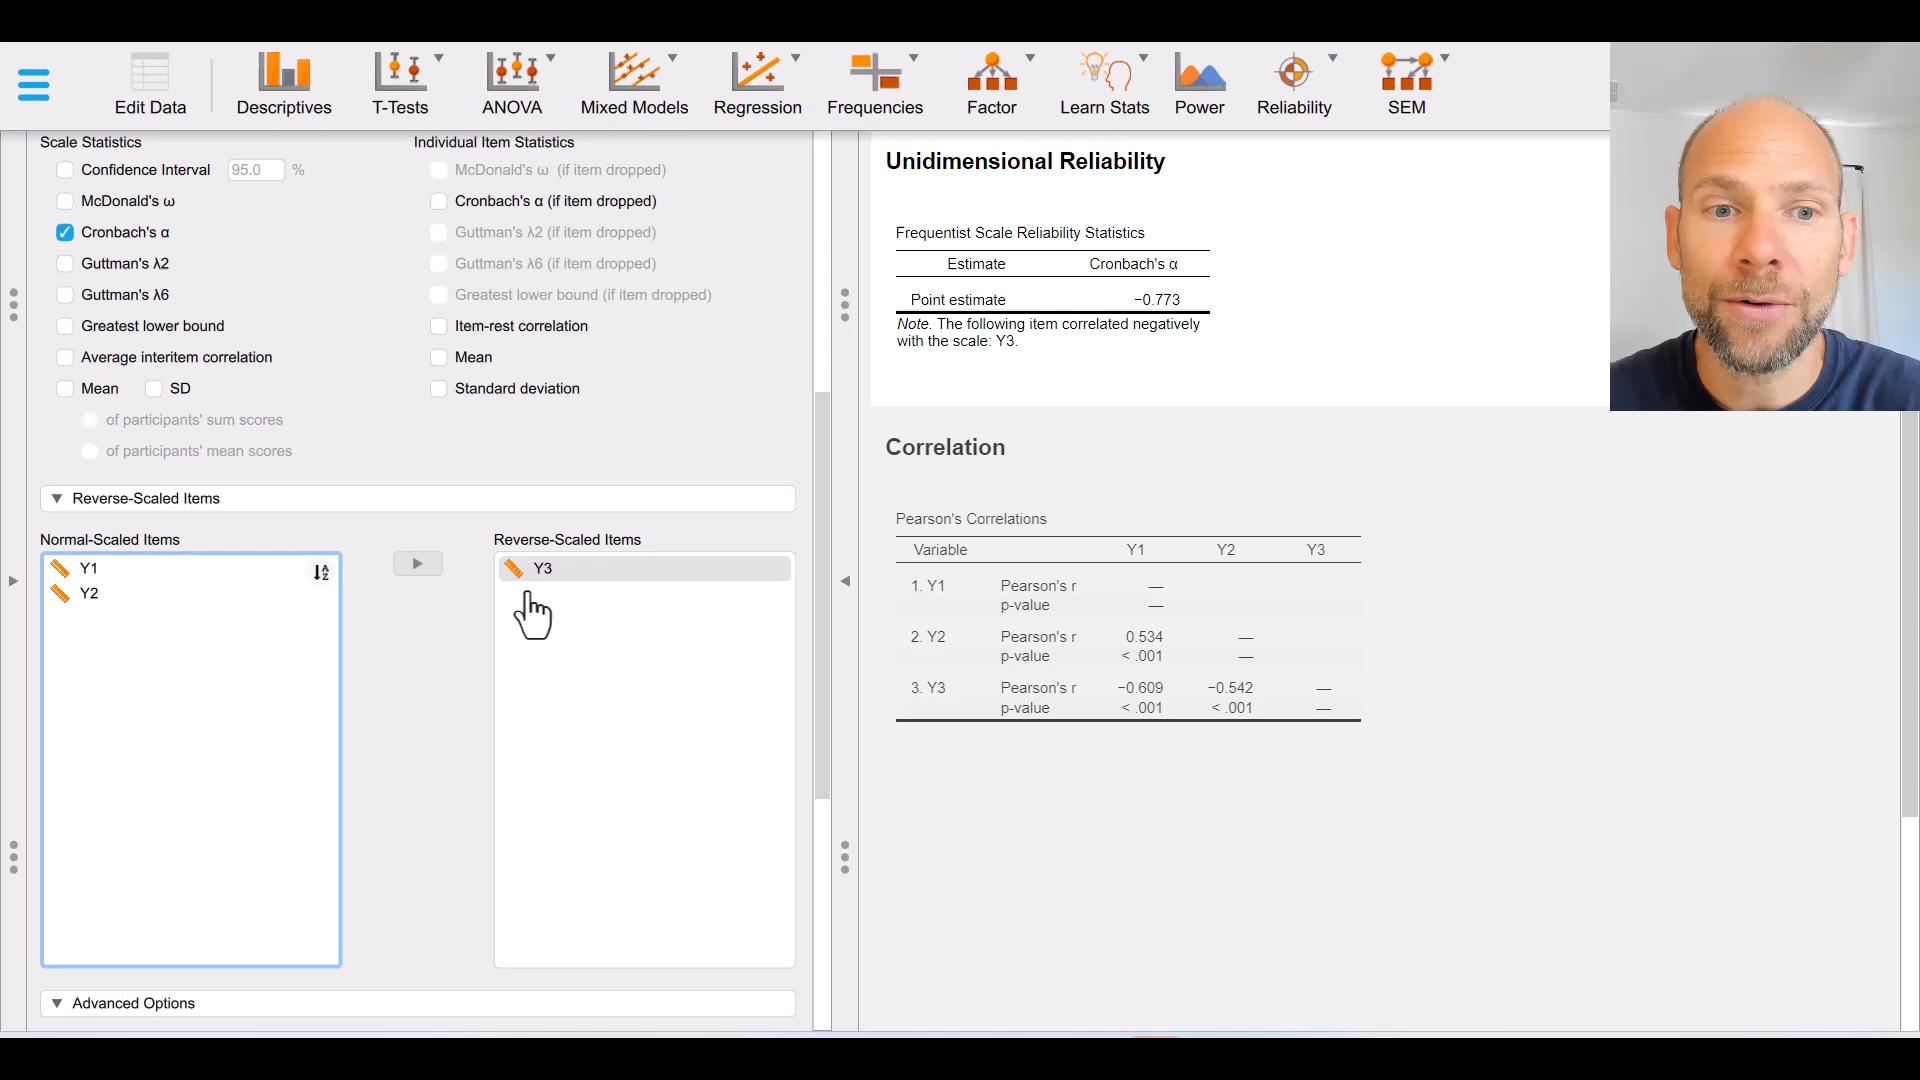 Edit Data
Descriptives
T-Tests
ANOVA
Mixed Models
Regression
Frequencies
Factor
Learn Stats
Power
Reliability
SEM
Scale Statistics
Confidence Interval 95.0 %
McDonald's ω
Cronbach's α
Guttman's λ2
Guttman's λ6
Greatest lower bound
Average interitem correlation
Mean SD
of participants' sum scores
of participants' mean scores
Individual Item Statistics
McDonald's ω (if item dropped)
Cronbach's α (if item dropped)
Guttman's λ2 (if item dropped)
Guttman's λ6 (if item dropped)
Greatest lower bound (if item dropped)
Item-rest correlation
Mean
Standard deviation
Reverse-Scaled Items
Normal-Scaled Items
Y1
Y2
Reverse-Scaled Items
Y3
Advanced Options
Unidimensional Reliability
Frequentist Scale Reliability Statistics
Estimate Cronbach's α
Point estimate −0.773
Note. The following item correlated negatively
with the scale: Y3.
Correlation
Pearson's Correlations
Variable Y1 Y2 Y3
1. Y1 Pearson's r —
p-value —
2. Y2 Pearson's r 0.534 —
p-value < .001 —
3. Y3 Pearson's r −0.609 −0.542 —
p-value < .001 < .001 —